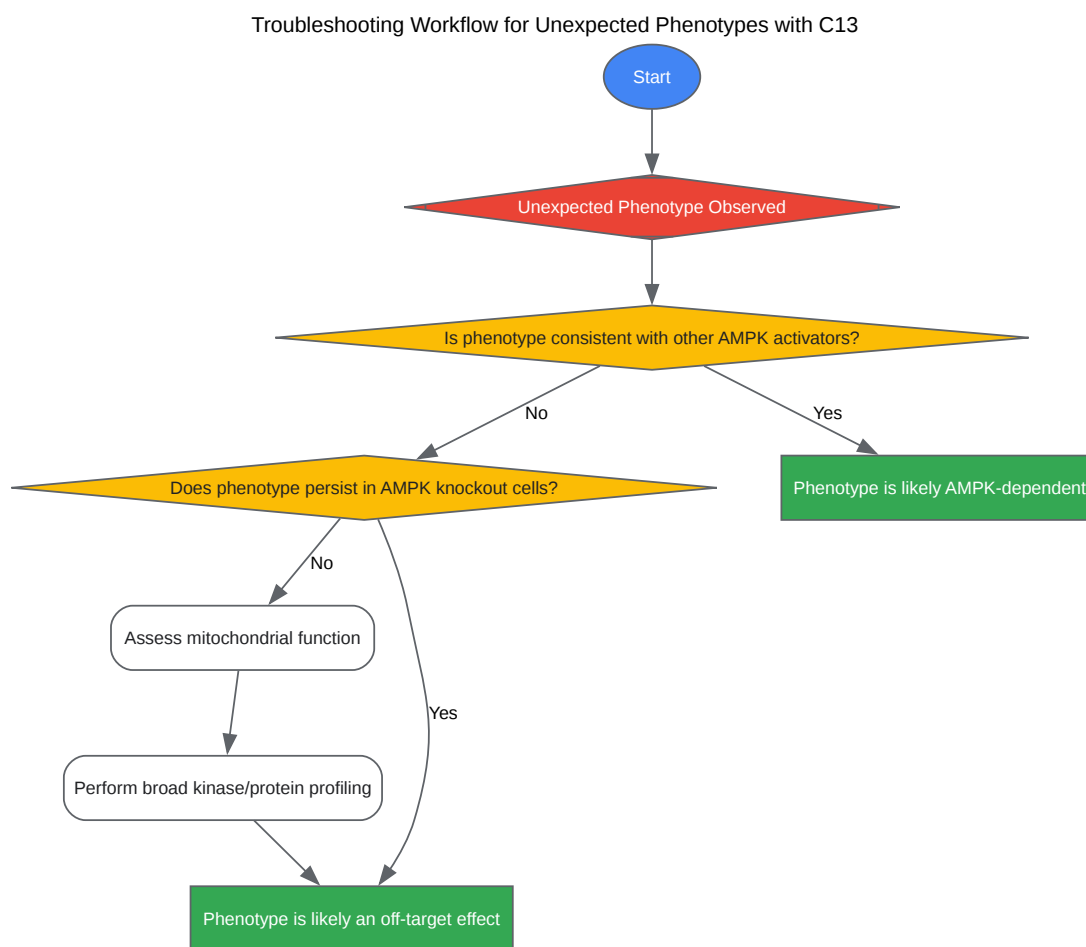 Troubleshooting Workflow for Unexpected Phenotypes with C13
Start
Unexpected Phenotype Observed
Is phenotype consistent with other AMPK activators?
No
Yes
Does phenotype persist in AMPK knockout cells?
Phenotype is likely AMPK-dependent
No
Assess mitochondrial function
Yes
Perform broad kinase/protein profiling
Phenotype is likely an off-target effect